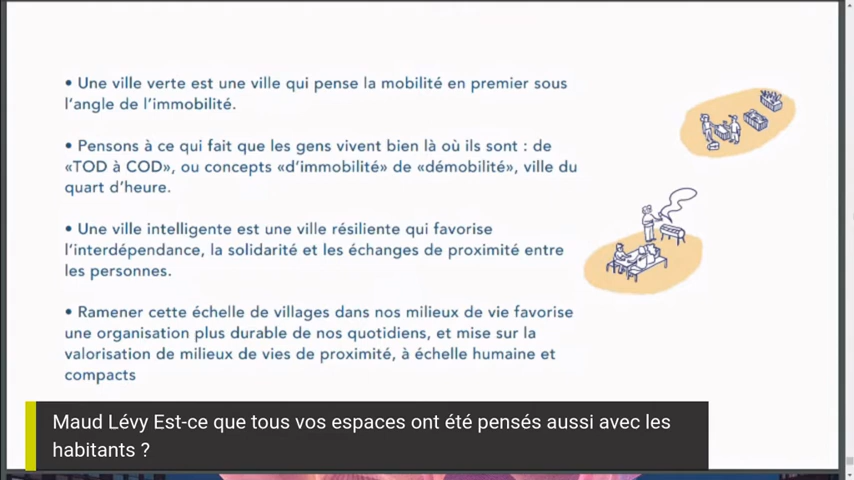 • Une ville verte est une ville qui pense la mobilité en premier sous
l'angle de l'immobilité.
• Pensons à ce qui fait que les gens vivent bien là où ils sont : de
«TOD à COD», ou concepts «d'immobilité» de «démobilité», ville du
quart d'heure.
• Une ville intelligente est une ville résiliente qui favorise
l'interdépendance, la solidarité et les échanges de proximité entre
les personnes.
• Ramener cette échelle de villages dans nos milieux de vie favorise
une organisation plus durable de nos quotidiens, et mise sur la
valorisation de milieux de vies de proximité, à échelle humaine et
compacts
Maud Lévy Est-ce que tous vos espaces ont été pensés aussi avec les
habitants ?